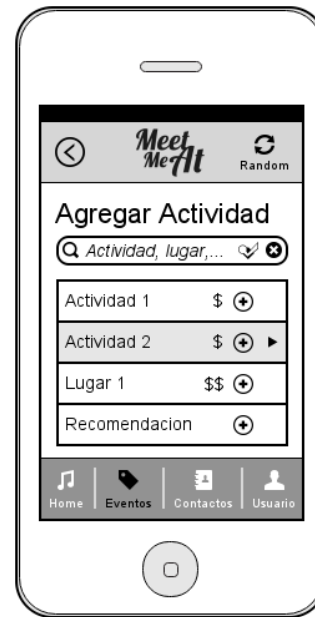 Meet
Me At
Random
Agregar Actividad
Actividad, lugar,...
Actividad 1 $
Actividad 2 $
Lugar 1 $$
Recomendacion
Home Eventos Contactos Usuario